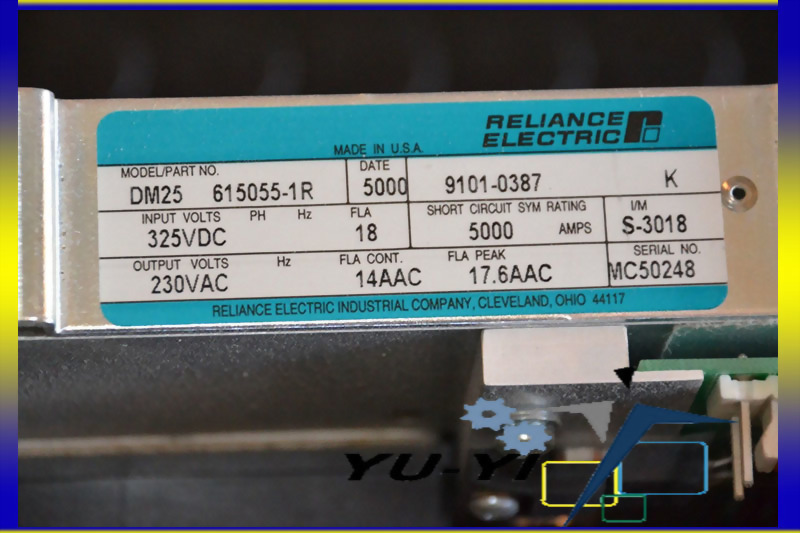 RELIANCE
ELECTRIC
MADE IN U.S.A.
MODEL/PART NO. DATE
DM25 615055-1R 5000 9101-0387 K
INPUT VOLTS PH Hz FLA SHORT CIRCUIT SYM RATING I/M
325VDC 18 5000 AMPS S-3018
OUTPUT VOLTS Hz FLA CONT. FLA PEAK SERIAL NO.
230VAC 14AAC 17.6AAC MC50248
RELIANCE ELECTRIC INDUSTRIAL COMPANY, CLEVELAND, OHIO 44117
YU-YI